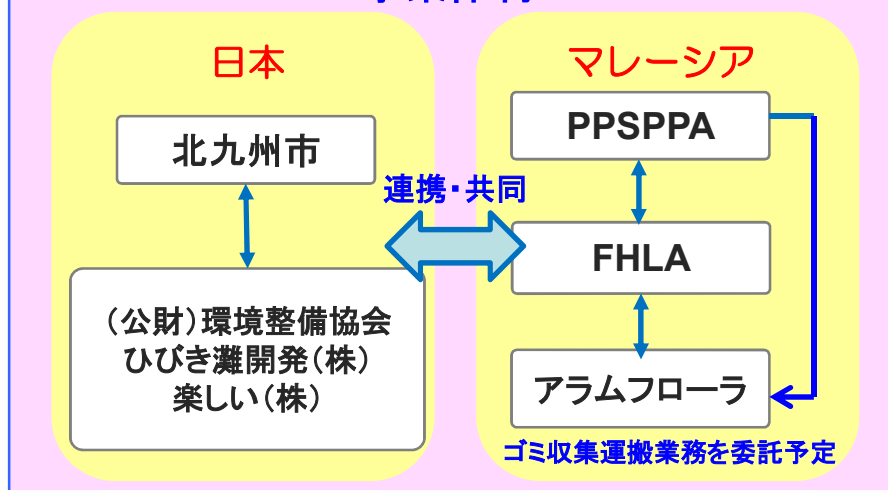 日本
北九州市
(公財)環境整備協会
ひびき灘開発(株)
楽しい(株)
連携・共同
マレーシア
PPSPPA
FHLA
アラムフローラ
ゴミ収集運搬業務を委託予定